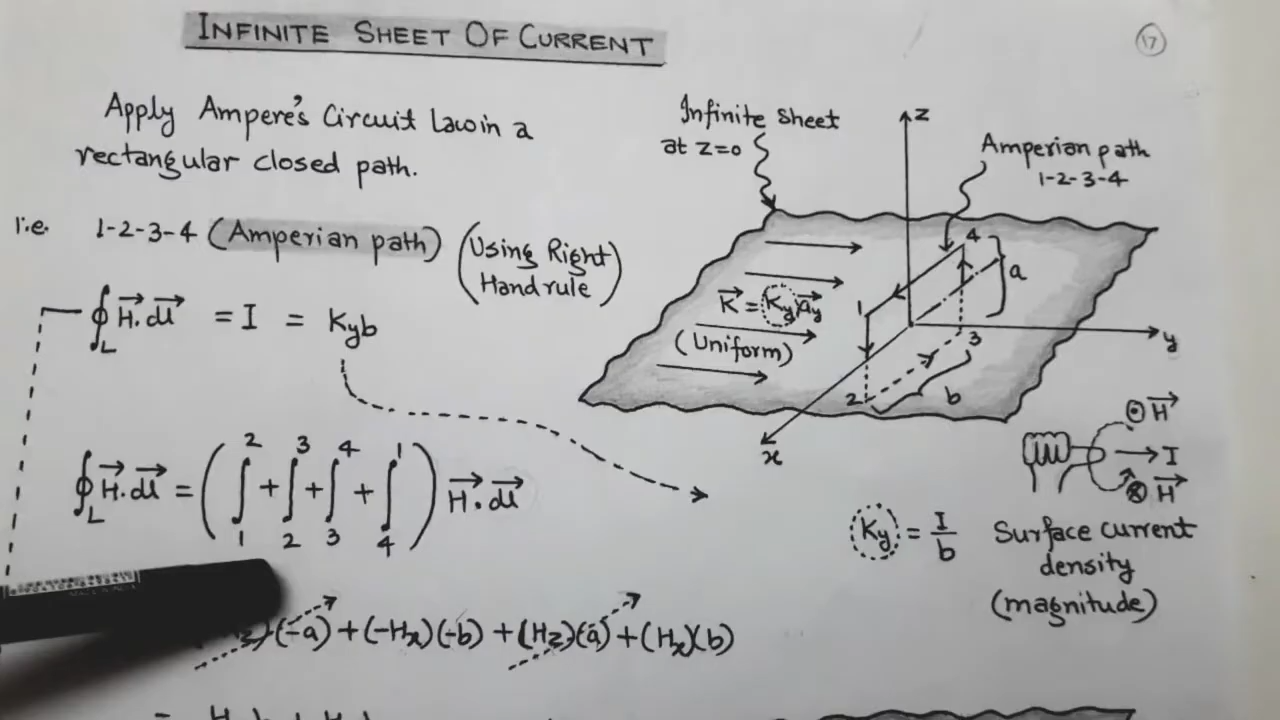 INFINITE SHEET OF CURRENT
17
Apply Ampere's Circuit Law in a
rectangular closed path.
i.e. 1-2-3-4 (Amperian path) (Using Right
Hand rule)
∮L H⃗.dl⃗ = I = Kyb
∮L H⃗.dl⃗ = (∫₁² + ∫₂³ + ∫₃⁴ + ∫₄¹) H⃗.dl⃗
(-a) + (-Hx)(-b) + (Hz)(a) + (Hx)(b)
=
Infinite Sheet
at z=0
z
Amperian path
1-2-3-4
4
a
1
K⃗ = Ky a⃗y
(Uniform)
3
y
2
b
x
⊙ H⃗
I
⊗ H⃗
Ky = I/b Surface current
density
(magnitude)